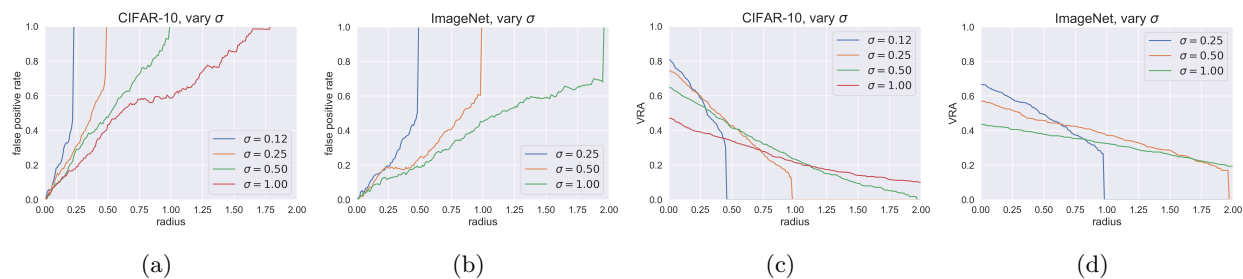 CIFAR-10, vary σ
false positive rate
1.0
0.8
0.6
0.4
0.2
0.0
σ = 0.12
σ = 0.25
σ = 0.50
σ = 1.00
0.00 0.25 0.50 0.75 1.00 1.25 1.50 1.75 2.00
radius
(a)
ImageNet, vary σ
false positive rate
1.0
0.8
0.6
0.4
0.2
0.0
σ = 0.25
σ = 0.50
σ = 1.00
0.00 0.25 0.50 0.75 1.00 1.25 1.50 1.75 2.00
radius
(b)
CIFAR-10, vary σ
VRA
1.0
0.8
0.6
0.4
0.2
0.0
σ = 0.12
σ = 0.25
σ = 0.50
σ = 1.00
0.00 0.25 0.50 0.75 1.00 1.25 1.50 1.75 2.00
radius
(c)
ImageNet, vary σ
VRA
1.0
0.8
0.6
0.4
0.2
0.0
σ = 0.25
σ = 0.50
σ = 1.00
0.00 0.25 0.50 0.75 1.00 1.25 1.50 1.75 2.00
radius
(d)